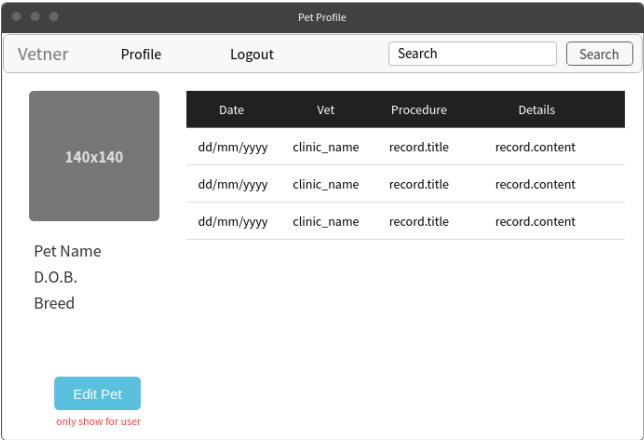 Pet Profile
Vetner Profile Logout Search Search
140x140
Pet Name
D.O.B.
Breed
Edit Pet
only show for user
Date Vet Procedure Details
dd/mm/yyyy clinic_name record.title record.content
dd/mm/yyyy clinic_name record.title record.content
dd/mm/yyyy clinic_name record.title record.content